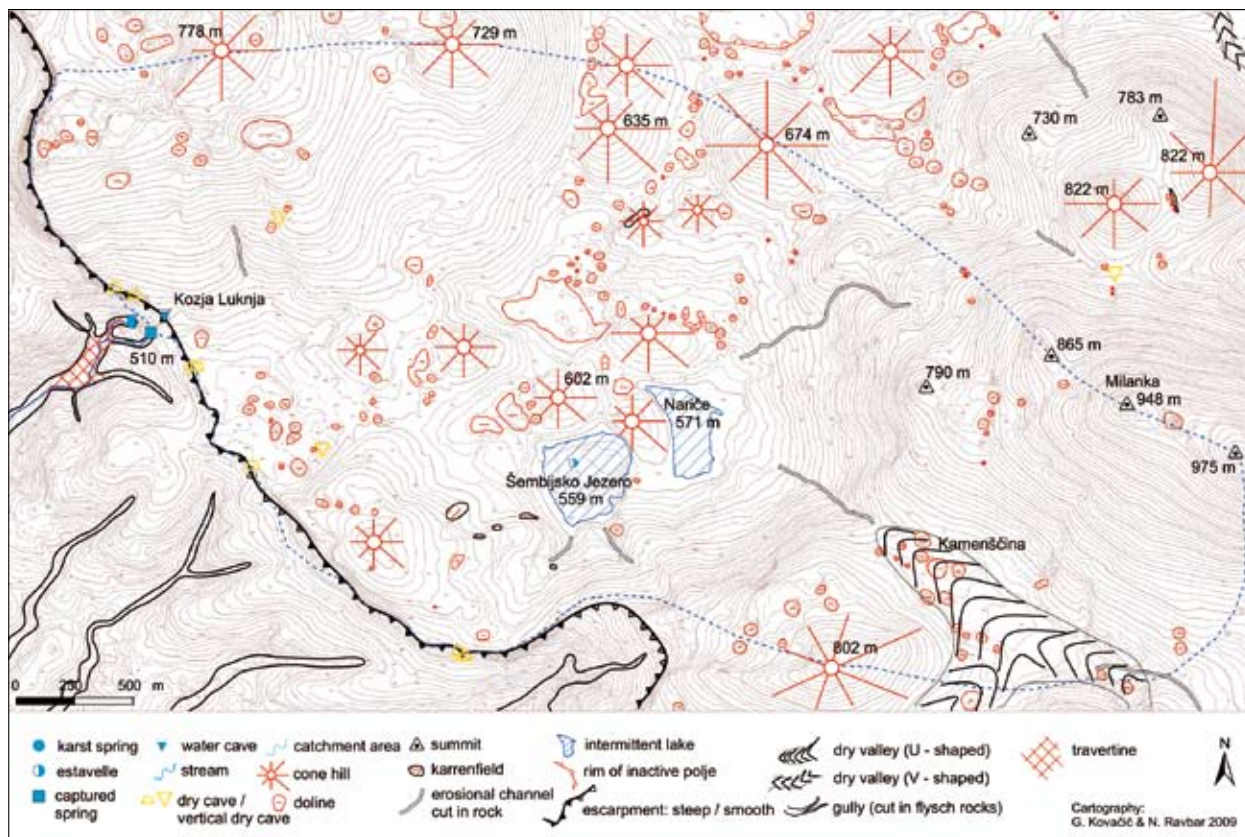 778 m
729 m
635 m
674 m
730 m
783 m
822 m
822 m
Kozja Luknja
510 m
602 m
Nariče
571 m
790 m
865 m
Milanka
948 m
975 m
Šembijsko Jezero
559 m
Kamenščina
802 m
0 250 500 m
karst spring
estavelle
captured
spring
water cave
stream
dry cave /
vertical dry cave
catchment area
cone hill
doline
summit
karrenfield
erosional channel
cut in rock
intermittent lake
rim of inactive polje
escarpment: steep / smooth
dry valley (U - shaped)
dry valley (V - shaped)
gully (cut in flysch rocks)
travertine
N
Cartography:
G. Kovačič & N. Ravbar 2009